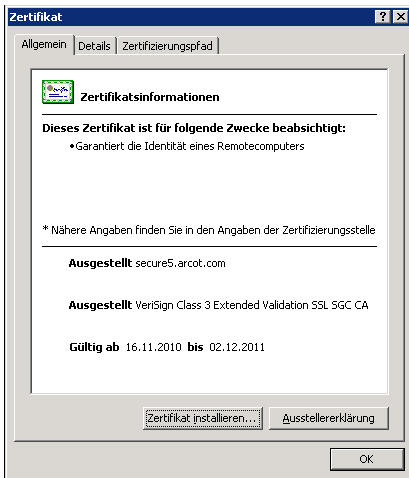 Zertifikat
Allgemein Details Zertifizierungspfad
Zertifikatsinformationen
Dieses Zertifikat ist für folgende Zwecke beabsichtigt:
•Garantiert die Identität eines Remotecomputers
* Nähere Angaben finden Sie in den Angaben der Zertifizierungsstelle
Ausgestellt secure5.arcot.com
Ausgestellt VeriSign Class 3 Extended Validation SSL SGC CA
Gültig ab 16.11.2010 bis 02.12.2011
Zertifikat installieren... Ausstellererklärung
OK